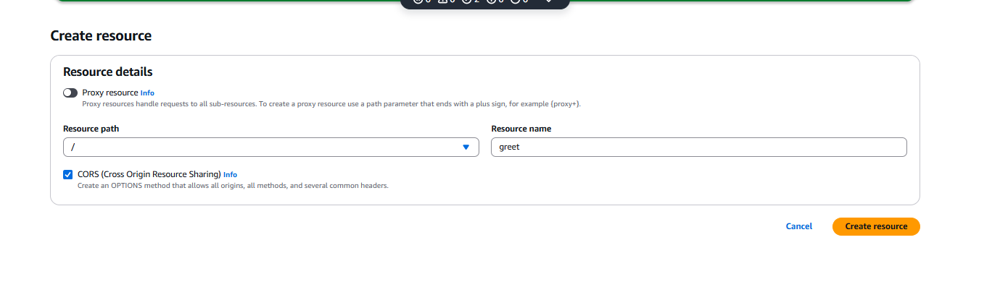 Create resource
Resource details
Proxy resource Info
Proxy resources handle requests to all sub-resources. To create a proxy resource use a path parameter that ends with a plus sign, for example {proxy+}.
Resource path
Resource name
/
greet
CORS (Cross Origin Resource Sharing) Info
Create an OPTIONS method that allows all origins, all methods, and several common headers.
Cancel
Create resource